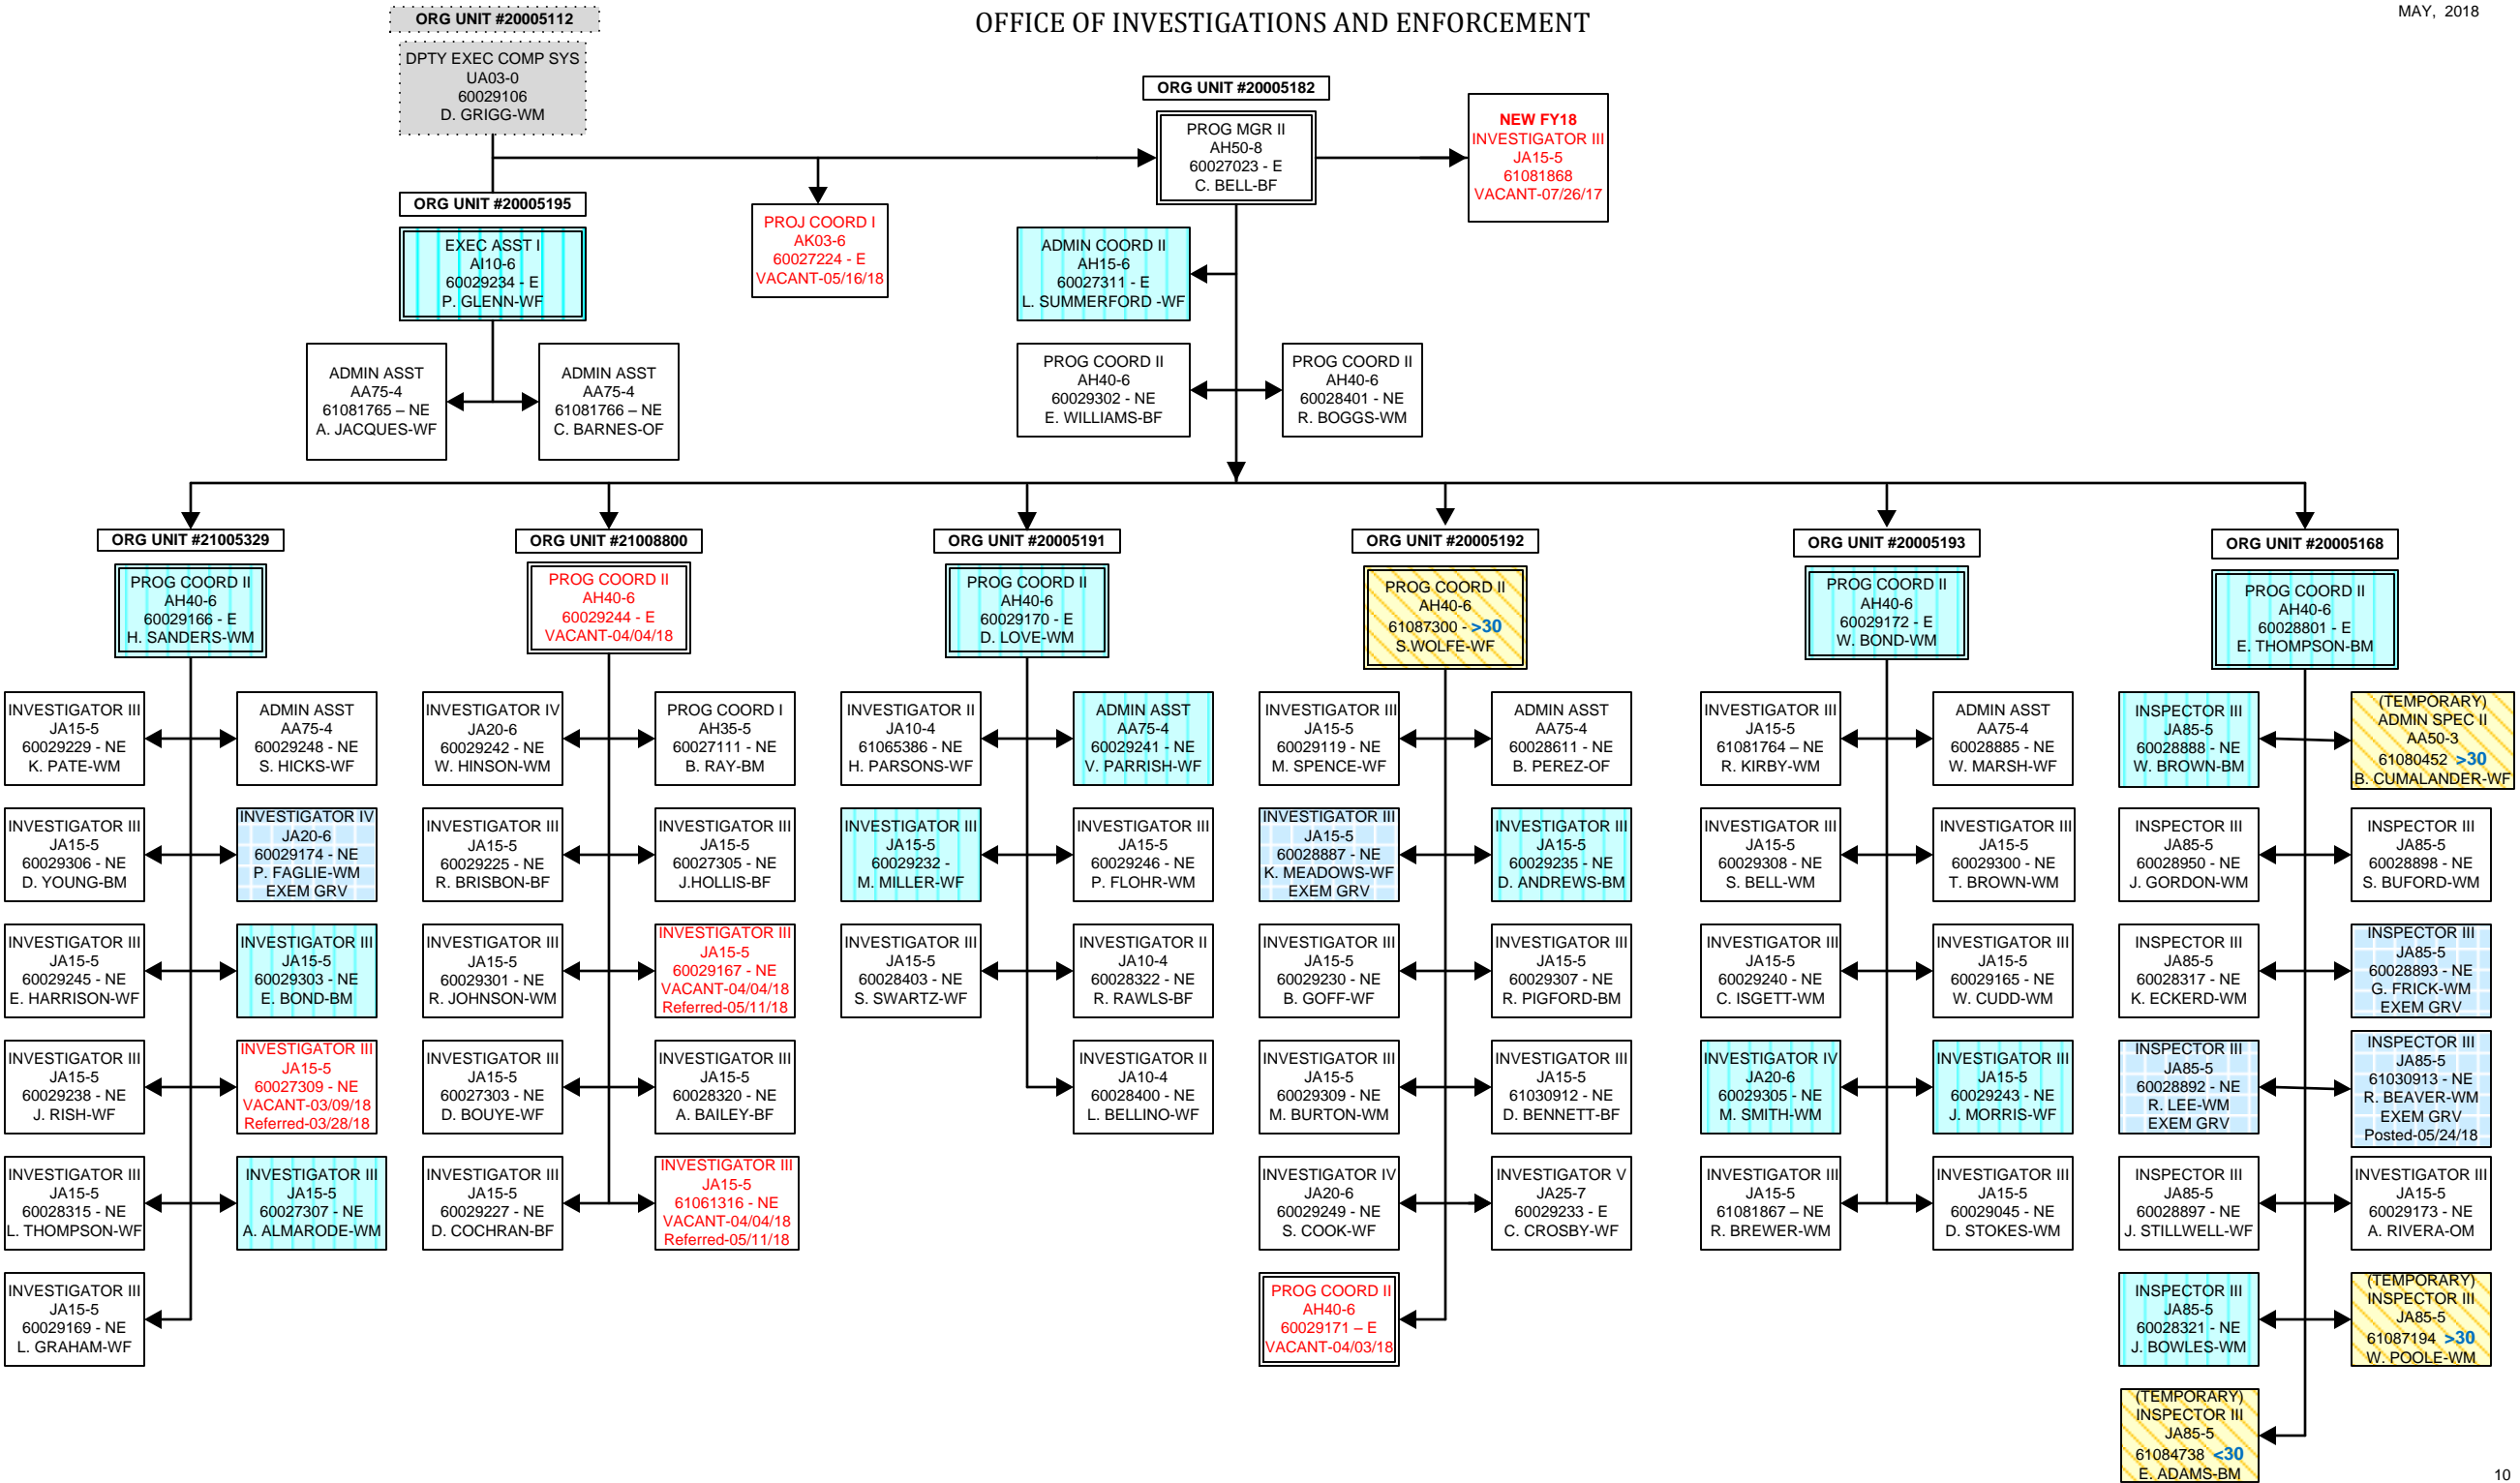 OFFICE OF INVESTIGATIONS AND ENFORCEMENT
MAY, 2018
ORG UNIT #20005112
DPTY EXEC COMP SYS
UA03-0
60029106
D. GRIGG-WM
ORG UNIT #20005182
PROG MGR II
AH50-8
60027023 - E
C. BELL-BF
NEW FY18
INVESTIGATOR III
JA15-5
61081868
VACANT-07/26/17
ORG UNIT #20005195
EXEC ASST I
AI10-6
60029234 - E
P. GLENN-WF
PROJ COORD I
AK03-6
60027224 - E
VACANT-05/16/18
ADMIN COORD II
AH15-6
60027311 - E
L. SUMMERFORD -WF
ADMIN ASST
AA75-4
61081765 – NE
A. JACQUES-WF
ADMIN ASST
AA75-4
61081766 – NE
C. BARNES-OF
PROG COORD II
AH40-6
60029302 - NE
E. WILLIAMS-BF
PROG COORD II
AH40-6
60028401 - NE
R. BOGGS-WM
ORG UNIT #21005329
PROG COORD II
AH40-6
60029166 - E
H. SANDERS-WM
INVESTIGATOR III
JA15-5
60029229 - NE
K. PATE-WM
ADMIN ASST
AA75-4
60029248 - NE
S. HICKS-WF
INVESTIGATOR III
JA15-5
60029306 - NE
D. YOUNG-BM
INVESTIGATOR IV
JA20-6
60029174 - NE
P. FAGLIE-WM
EXEM GRV
INVESTIGATOR III
JA15-5
60029245 - NE
E. HARRISON-WF
INVESTIGATOR III
JA15-5
60029303 - NE
E. BOND-BM
INVESTIGATOR III
JA15-5
60029238 - NE
J. RISH-WF
INVESTIGATOR III
JA15-5
60027309 - NE
VACANT-03/09/18
Referred-03/28/18
INVESTIGATOR III
JA15-5
60028315 - NE
L. THOMPSON-WF
INVESTIGATOR III
JA15-5
60027307 - NE
A. ALMARODE-WM
INVESTIGATOR III
JA15-5
60029169 - NE
L. GRAHAM-WF
ORG UNIT #21008800
PROG COORD II
AH40-6
60029244 - E
VACANT-04/04/18
INVESTIGATOR IV
JA20-6
60029242 - NE
W. HINSON-WM
PROG COORD I
AH35-5
60027111 - NE
B. RAY-BM
INVESTIGATOR III
JA15-5
60029225 - NE
R. BRISBON-BF
INVESTIGATOR III
JA15-5
60027305 - NE
J.HOLLIS-BF
INVESTIGATOR III
JA15-5
60029301 - NE
R. JOHNSON-WM
INVESTIGATOR III
JA15-5
60029167 - NE
VACANT-04/04/18
Referred-05/11/18
INVESTIGATOR III
JA15-5
60027303 - NE
D. BOUYE-WF
INVESTIGATOR III
JA15-5
60028320 - NE
A. BAILEY-BF
INVESTIGATOR III
JA15-5
60029227 - NE
D. COCHRAN-BF
INVESTIGATOR III
JA15-5
61061316 - NE
VACANT-04/04/18
Referred-05/11/18
ORG UNIT #20005191
PROG COORD II
AH40-6
60029170 - E
D. LOVE-WM
INVESTIGATOR II
JA10-4
61065386 - NE
H. PARSONS-WF
ADMIN ASST
AA75-4
60029241 - NE
V. PARRISH-WF
INVESTIGATOR III
JA15-5
60029232 -
M. MILLER-WF
INVESTIGATOR III
JA15-5
60029246 - NE
P. FLOHR-WM
INVESTIGATOR III
JA15-5
60028403 - NE
S. SWARTZ-WF
INVESTIGATOR II
JA10-4
60028322 - NE
R. RAWLS-BF
INVESTIGATOR II
JA10-4
60028400 - NE
L. BELLINO-WF
ORG UNIT #20005192
PROG COORD II
AH40-6
61087300 - >30
S.WOLFE-WF
INVESTIGATOR III
JA15-5
60029119 - NE
M. SPENCE-WF
ADMIN ASST
AA75-4
60028611 - NE
B. PEREZ-OF
INVESTIGATOR III
JA15-5
60028887 - NE
K. MEADOWS-WF
EXEM GRV
INVESTIGATOR III
JA15-5
60029235 - NE
D. ANDREWS-BM
INVESTIGATOR III
JA15-5
60029230 - NE
B. GOFF-WF
INVESTIGATOR III
JA15-5
60029307 - NE
R. PIGFORD-BM
INVESTIGATOR III
JA15-5
60029309 - NE
M. BURTON-WM
INVESTIGATOR III
JA15-5
61030912 - NE
D. BENNETT-BF
INVESTIGATOR IV
JA20-6
60029249 - NE
S. COOK-WF
INVESTIGATOR V
JA25-7
60029233 - E
C. CROSBY-WF
PROG COORD II
AH40-6
60029171 – E
VACANT-04/03/18
ORG UNIT #20005193
PROG COORD II
AH40-6
60029172 - E
W. BOND-WM
INVESTIGATOR III
JA15-5
61081764 – NE
R. KIRBY-WM
ADMIN ASST
AA75-4
60028885 - NE
W. MARSH-WF
INVESTIGATOR III
JA15-5
60029308 - NE
S. BELL-WM
INVESTIGATOR III
JA15-5
60029300 - NE
T. BROWN-WM
INVESTIGATOR III
JA15-5
60029240 - NE
C. ISGETT-WM
INVESTIGATOR III
JA15-5
60029165 - NE
W. CUDD-WM
INVESTIGATOR IV
JA20-6
60029305 - NE
M. SMITH-WM
INVESTIGATOR III
JA15-5
60029243 - NE
J. MORRIS-WF
INVESTIGATOR III
JA15-5
61081867 – NE
R. BREWER-WM
INVESTIGATOR III
JA15-5
60029045 - NE
D. STOKES-WM
ORG UNIT #20005168
PROG COORD II
AH40-6
60028801 - E
E. THOMPSON-BM
INSPECTOR III
JA85-5
60028888 - NE
W. BROWN-BM
(TEMPORARY)
ADMIN SPEC II
AA50-3
61080452 >30
B. CUMALANDER-WF
INSPECTOR III
JA85-5
60028950 - NE
J. GORDON-WM
INSPECTOR III
JA85-5
60028898 - NE
S. BUFORD-WM
INSPECTOR III
JA85-5
60028317 - NE
K. ECKERD-WM
INSPECTOR III
JA85-5
60028893 - NE
G. FRICK-WM
EXEM GRV
INSPECTOR III
JA85-5
60028892 - NE
R. LEE-WM
EXEM GRV
INSPECTOR III
JA85-5
61030913 - NE
R. BEAVER-WM
EXEM GRV
Posted-05/24/18
INSPECTOR III
JA85-5
60028897 - NE
J. STILLWELL-WF
INVESTIGATOR III
JA15-5
60029173 - NE
A. RIVERA-OM
INSPECTOR III
JA85-5
60028321 - NE
J. BOWLES-WM
(TEMPORARY)
INSPECTOR III
JA85-5
61087194 >30
W. POOLE-WM
(TEMPORARY)
INSPECTOR III
JA85-5
61084738 <30
E. ADAMS-BM
10